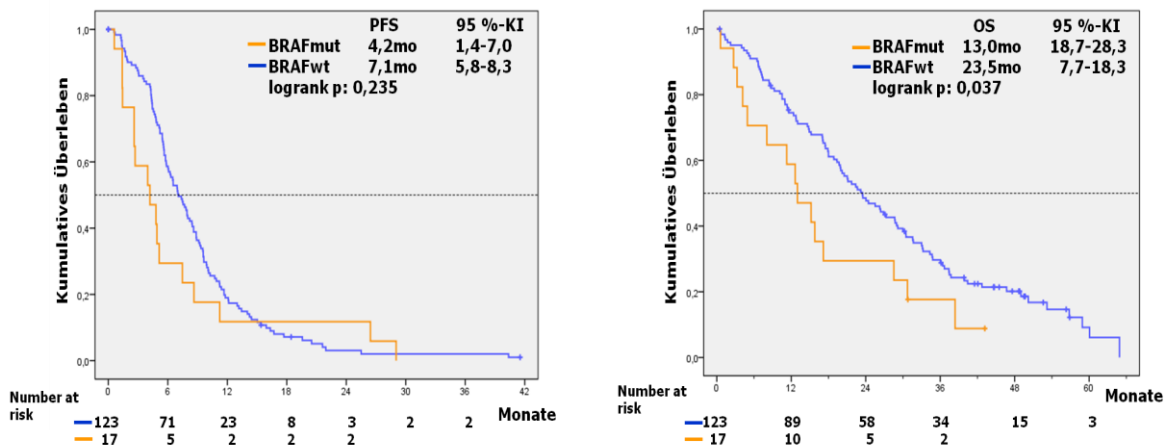 PFS 95 %-KI
BRAFmut 4,2mo 1,4-7,0
BRAFwt 7,1mo 5,8-8,3
logrank p: 0,235
Kumulatives Überleben
1,0
0,8
0,6
0,4
0,2
0,0
0 6 12 18 24 30 36 42
Number at
risk
Monate
123 71 23 8 3 2 2
17 5 2 2 2
OS 95 %-KI
BRAFmut 13,0mo 18,7-28,3
BRAFwt 23,5mo 7,7-18,3
logrank p: 0,037
Kumulatives Überleben
1,0
0,8
0,6
0,4
0,2
0,0
0 12 24 36 48 60
Number at
risk
Monate
123 89 58 34 15 3
17 10 5 2